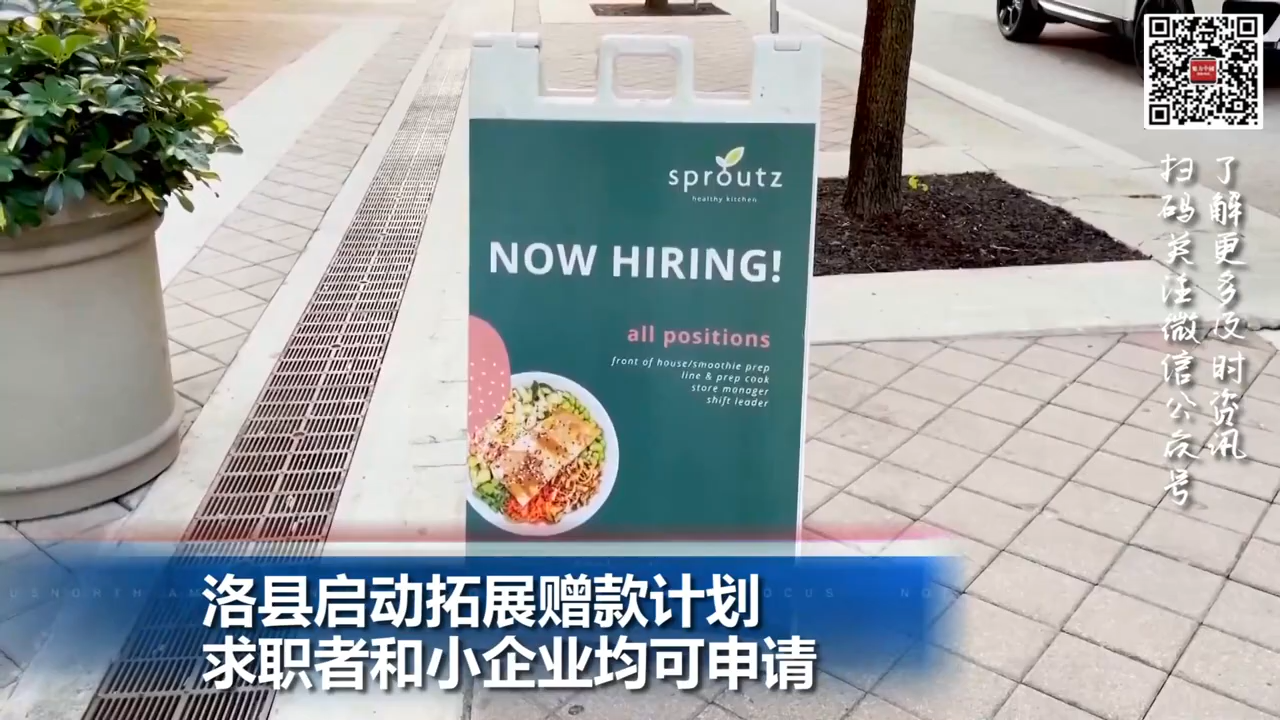 sproutz
healthy kitchen
NOW HIRING!
all positions
front of house/smoothie prep
line & prep cook
store manager
shift leader
了解更多及时资讯
扫码关注微信公众号
洛县启动拓展赠款计划
求职者和小企业均可申请